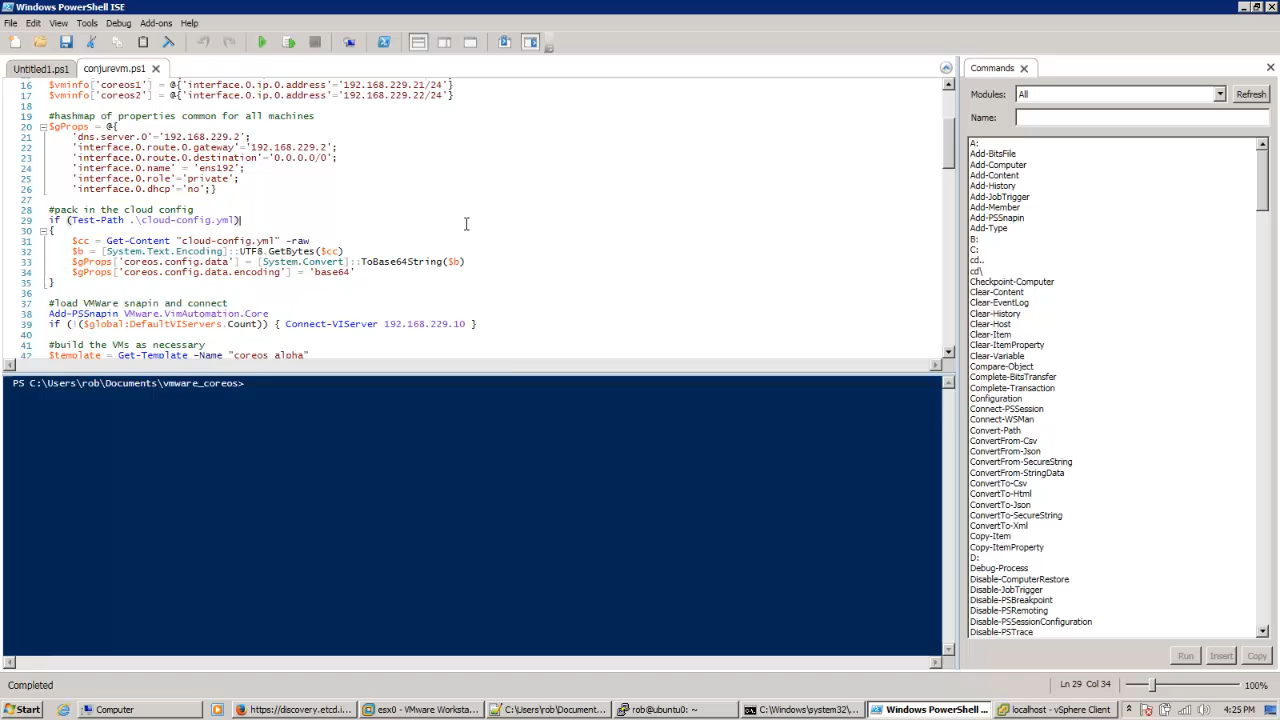 Windows PowerShell ISE
File Edit View Tools Debug Add-ons Help
Untitled1.ps1 conjurevm.ps1
16 $vminfo['coreos1'] = @{'interface.0.ip.0.address'='192.168.229.21/24'}
17 $vminfo['coreos2'] = @{'interface.0.ip.0.address'='192.168.229.22/24'}
18
19 #hashmap of properties common for all machines
20 $gProps = @{
21 'dns.server.0'='192.168.229.2';
22 'interface.0.route.0.gateway'='192.168.229.2';
23 'interface.0.route.0.destination'='0.0.0.0/0';
24 'interface.0.name' = 'ens192';
25 'interface.0.role'='private';
26 'interface.0.dhcp'='no';}
27
28 #pack in the cloud config
29 if (Test-Path .\cloud-config.yml)
30 {
31 $cc = Get-Content "cloud-config.yml" -raw
32 $b = [System.Text.Encoding]::UTF8.GetBytes($cc)
33 $gProps['coreos.config.data'] = [System.Convert]::ToBase64String($b)
34 $gProps['coreos.config.data.encoding'] = 'base64'
35 }
36
37 #load VMWare snapin and connect
38 Add-PSSnapin VMware.VimAutomation.Core
39 if (!($global:DefaultVIServers.Count)) { Connect-VIServer 192.168.229.10 }
40
41 #build the VMs as necessary
42 $template = Get-Template -Name "coreos_alpha"
PS C:\Users\rob\Documents\vmware_coreos>
Commands
Modules: All Refresh
Name:
A:
Add-BitsFile
Add-Computer
Add-Content
Add-History
Add-JobTrigger
Add-Member
Add-PSSnapin
Add-Type
B:
C:
cd..
cd\
Checkpoint-Computer
Clear-Content
Clear-EventLog
Clear-History
Clear-Host
Clear-Item
Clear-ItemProperty
Clear-Variable
Compare-Object
Complete-BitsTransfer
Complete-Transaction
Configuration
Connect-PSSession
Connect-WSMan
Convert-Path
ConvertFrom-Csv
ConvertFrom-Json
ConvertFrom-SecureString
ConvertFrom-StringData
ConvertTo-Csv
ConvertTo-Html
ConvertTo-Json
ConvertTo-SecureString
ConvertTo-Xml
Copy-Item
Copy-ItemProperty
D:
Debug-Process
Disable-ComputerRestore
Disable-JobTrigger
Disable-PSBreakpoint
Disable-PSRemoting
Disable-PSSessionConfiguration
Disable-PSTrace
Run Insert Copy
Completed
Ln 29 Col 34 100%
Start Computer https://discovery.etcd.i... esx0 - VMware Worksta... C:\Users\rob\Document... rob@ubuntu0: ~ C:\Windows\system32\... Windows PowerShell ... localhost - vSphere Client 4:25 PM